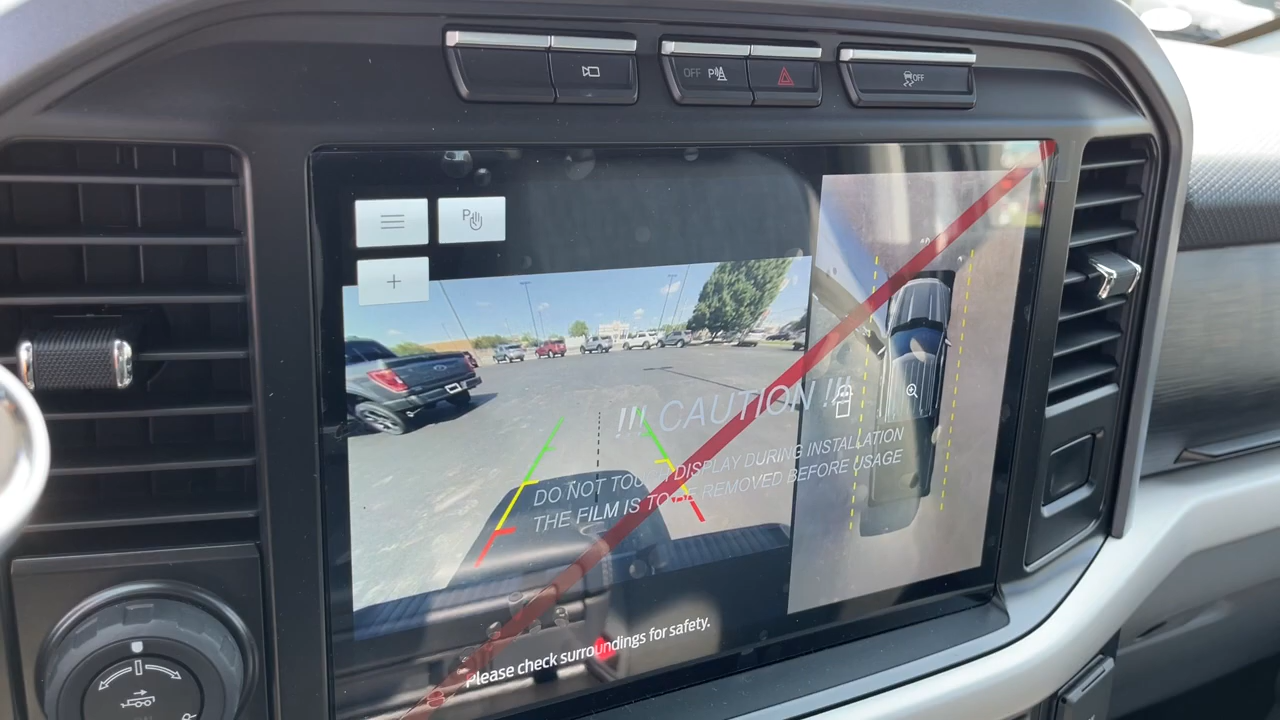 OFF P
OFF
P
!!! CAUTION !!!
DO NOT TOUCH DISPLAY DURING INSTALLATION
THE FILM IS TO BE REMOVED BEFORE USAGE
Please check surroundings for safety.